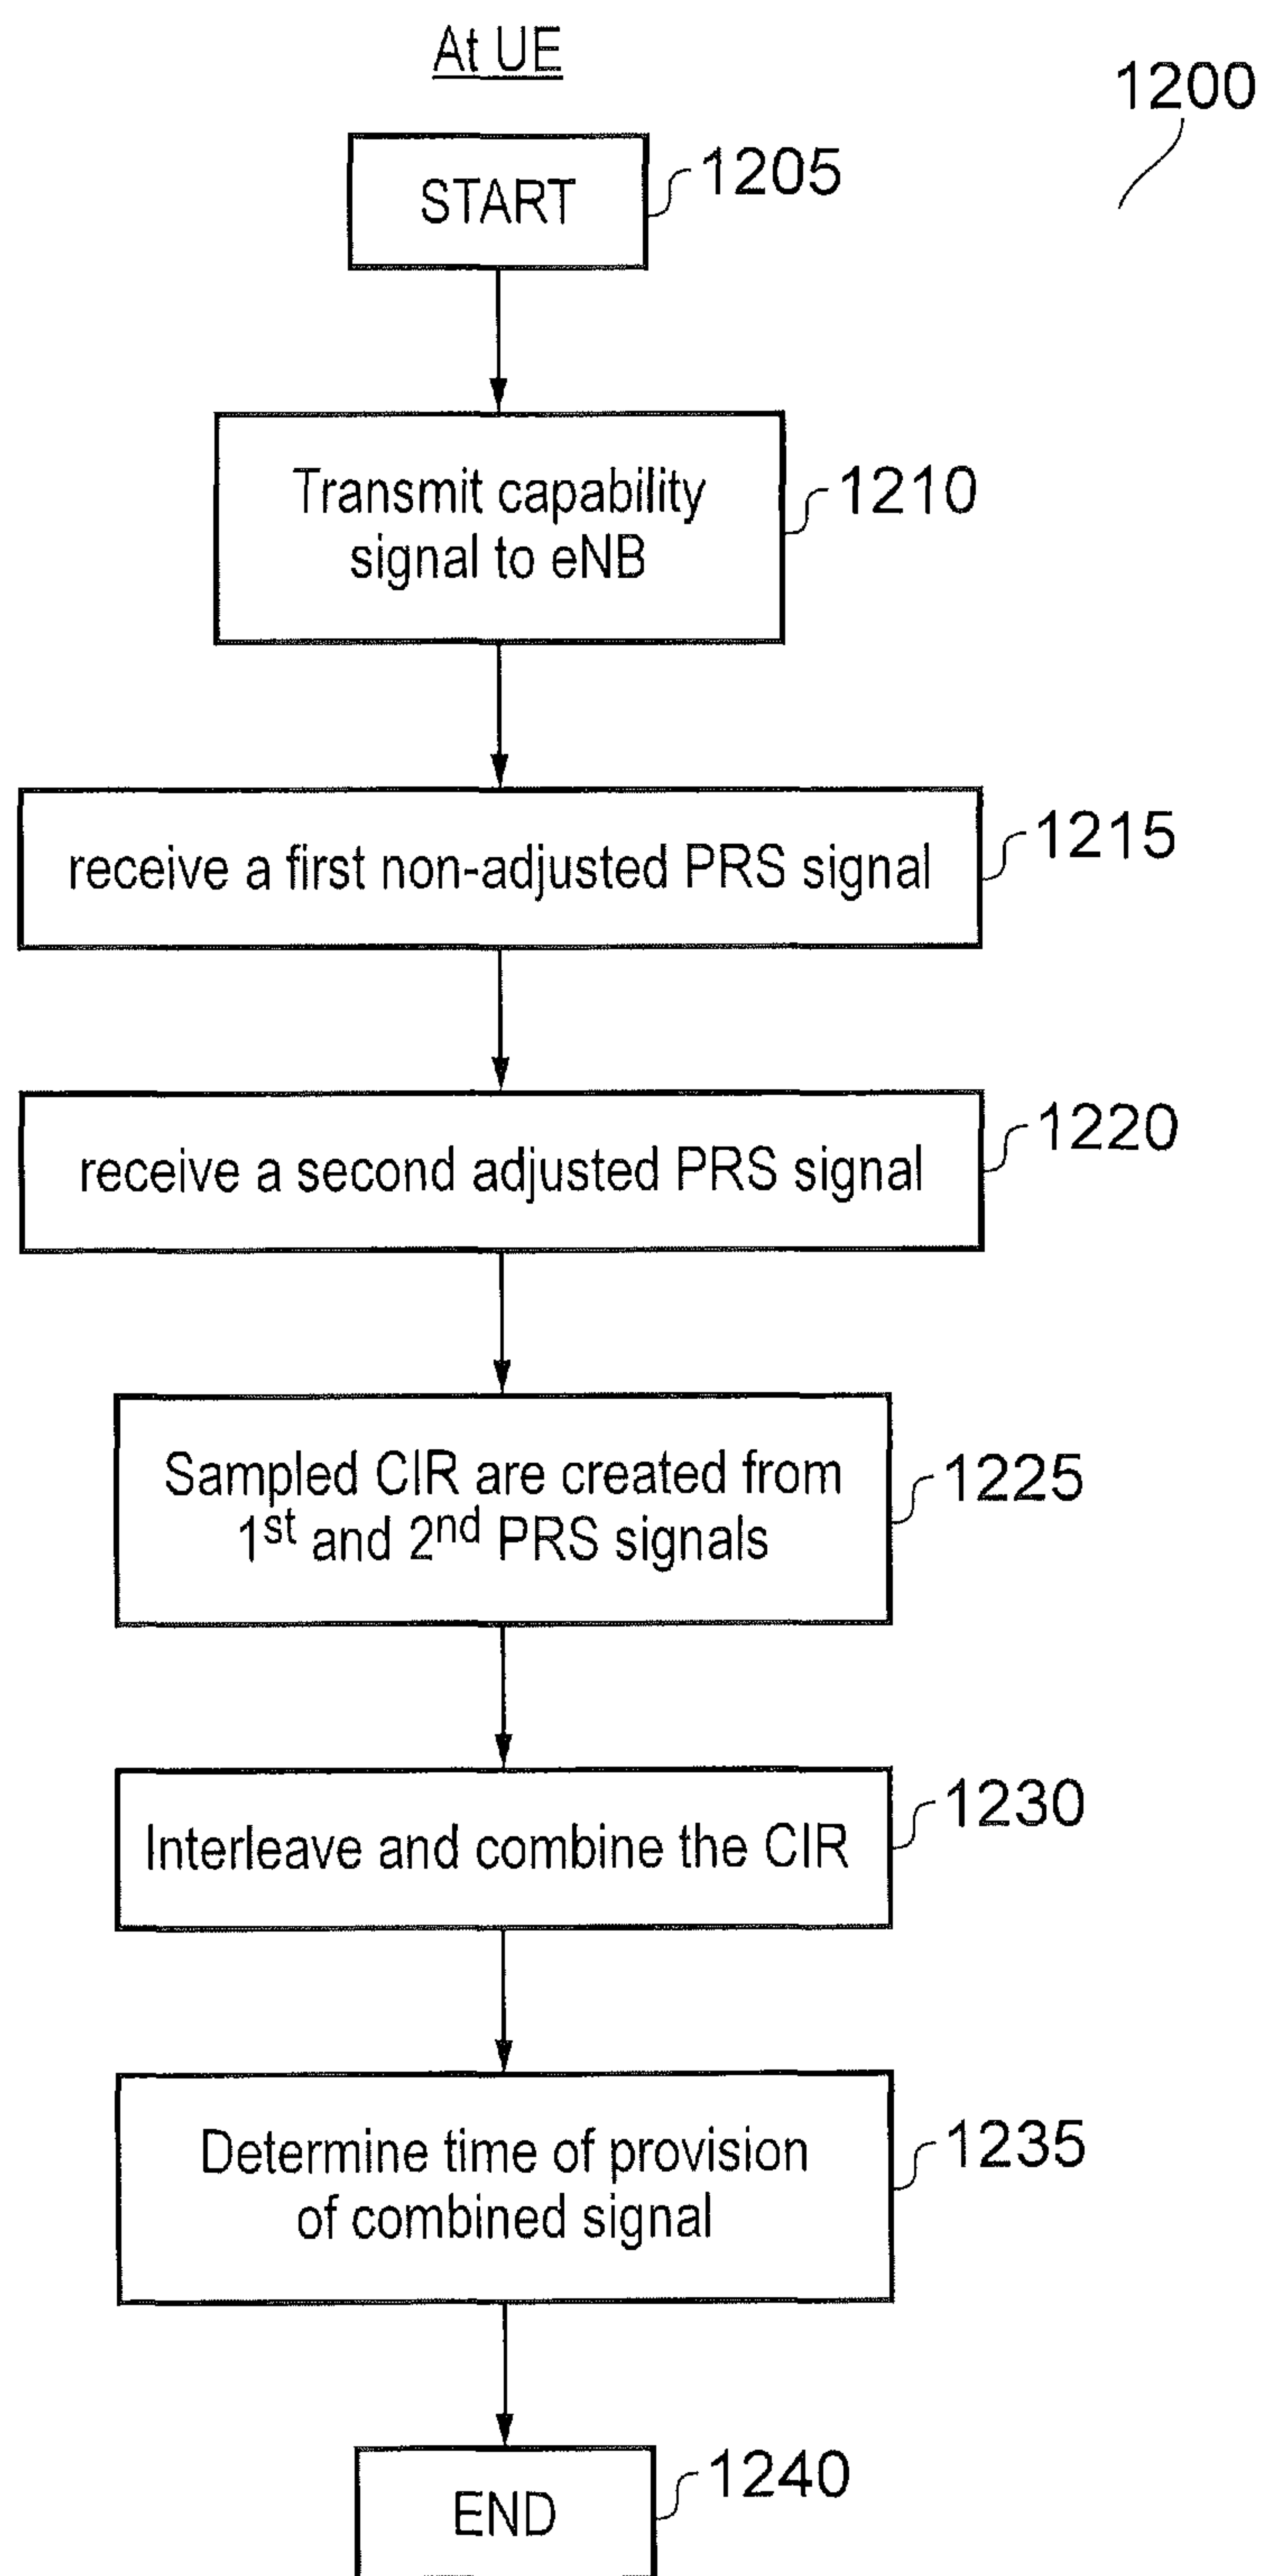 At UE
1200
START
1205
Transmit capability
signal to eNB
1210
receive a first non-adjusted PRS signal
1215
receive a second adjusted PRS signal
1220
Sampled CIR are created from
1st and 2nd PRS signals
1225
Interleave and combine the CIR
1230
Determine time of provision
of combined signal
1235
END
1240